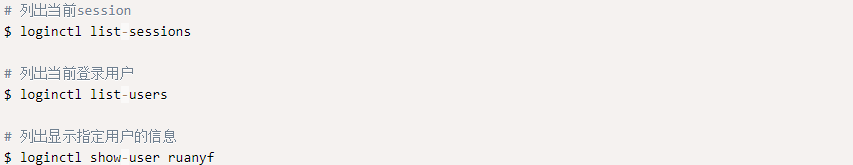 # 列出当前session
$ loginctl list-sessions
# 列出当前登录用户
$ loginctl list-users
# 列出显示指定用户的信息
$ loginctl show-user ruanyf